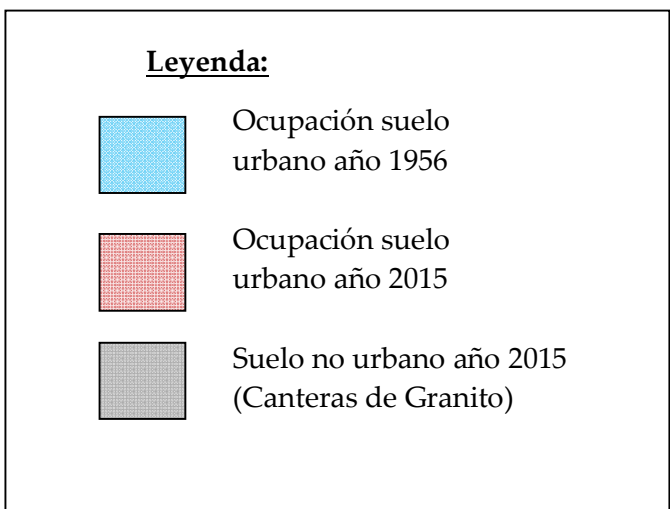 Leyenda:
Ocupación suelo
urbano año 1956
Ocupación suelo
urbano año 2015
Suelo no urbano año 2015
(Canteras de Granito)